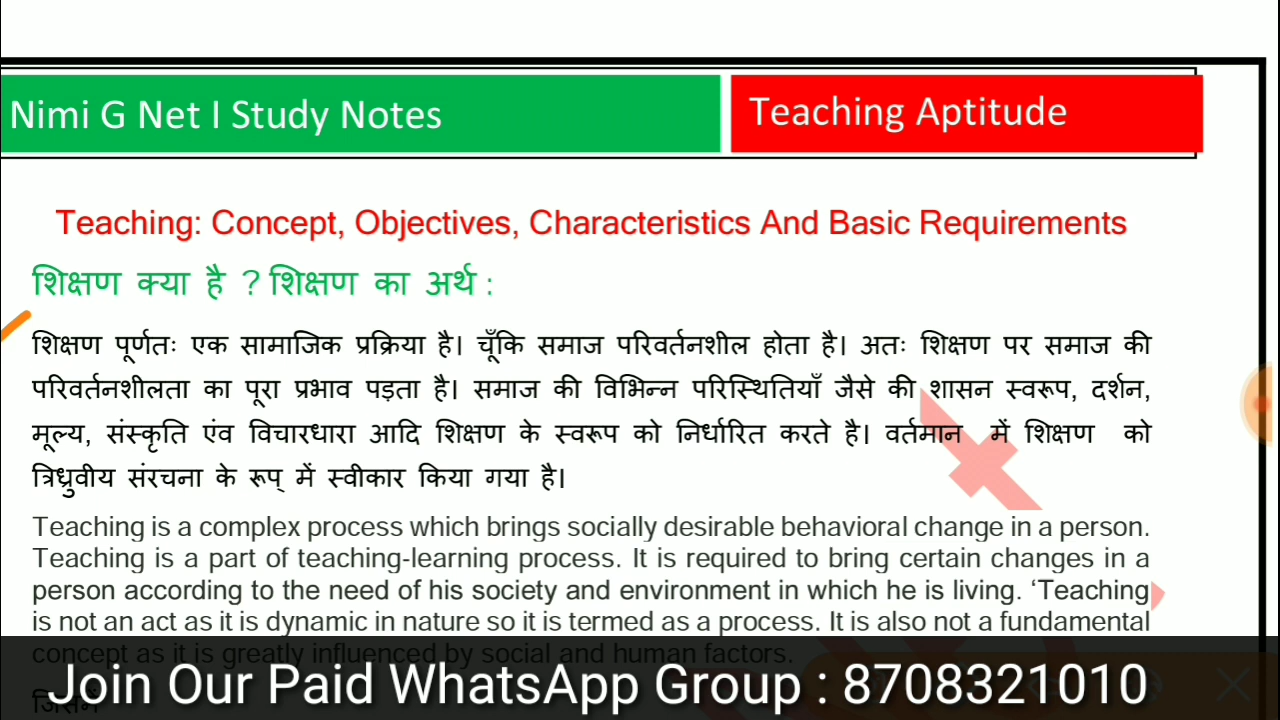 Nimi G Net I Study Notes
Teaching Aptitude
Teaching: Concept, Objectives, Characteristics And Basic Requirements
शिक्षण क्या है ? शिक्षण का अर्थ :
शिक्षण पूर्णतः एक सामाजिक प्रक्रिया है। चूँकि समाज परिवर्तनशील होता है। अतः शिक्षण पर समाज की
परिवर्तनशीलता का पूरा प्रभाव पड़ता है। समाज की विभिन्न परिस्थितियाँ जैसे की शासन स्वरूप, दर्शन,
मूल्य, संस्कृति एंव विचारधारा आदि शिक्षण के स्वरूप को निर्धारित करते है। वर्तमान में शिक्षण को
त्रिध्रुवीय संरचना के रूप् में स्वीकार किया गया है।
Teaching is a complex process which brings socially desirable behavioral change in a person.
Teaching is a part of teaching-learning process. It is required to bring certain changes in a
person according to the need of his society and environment in which he is living. ‘Teaching
is not an act as it is dynamic in nature so it is termed as a process. It is also not a fundamental
concept as it is greatly influenced by social and human factors.
Join Our Paid WhatsApp Group : 8708321010